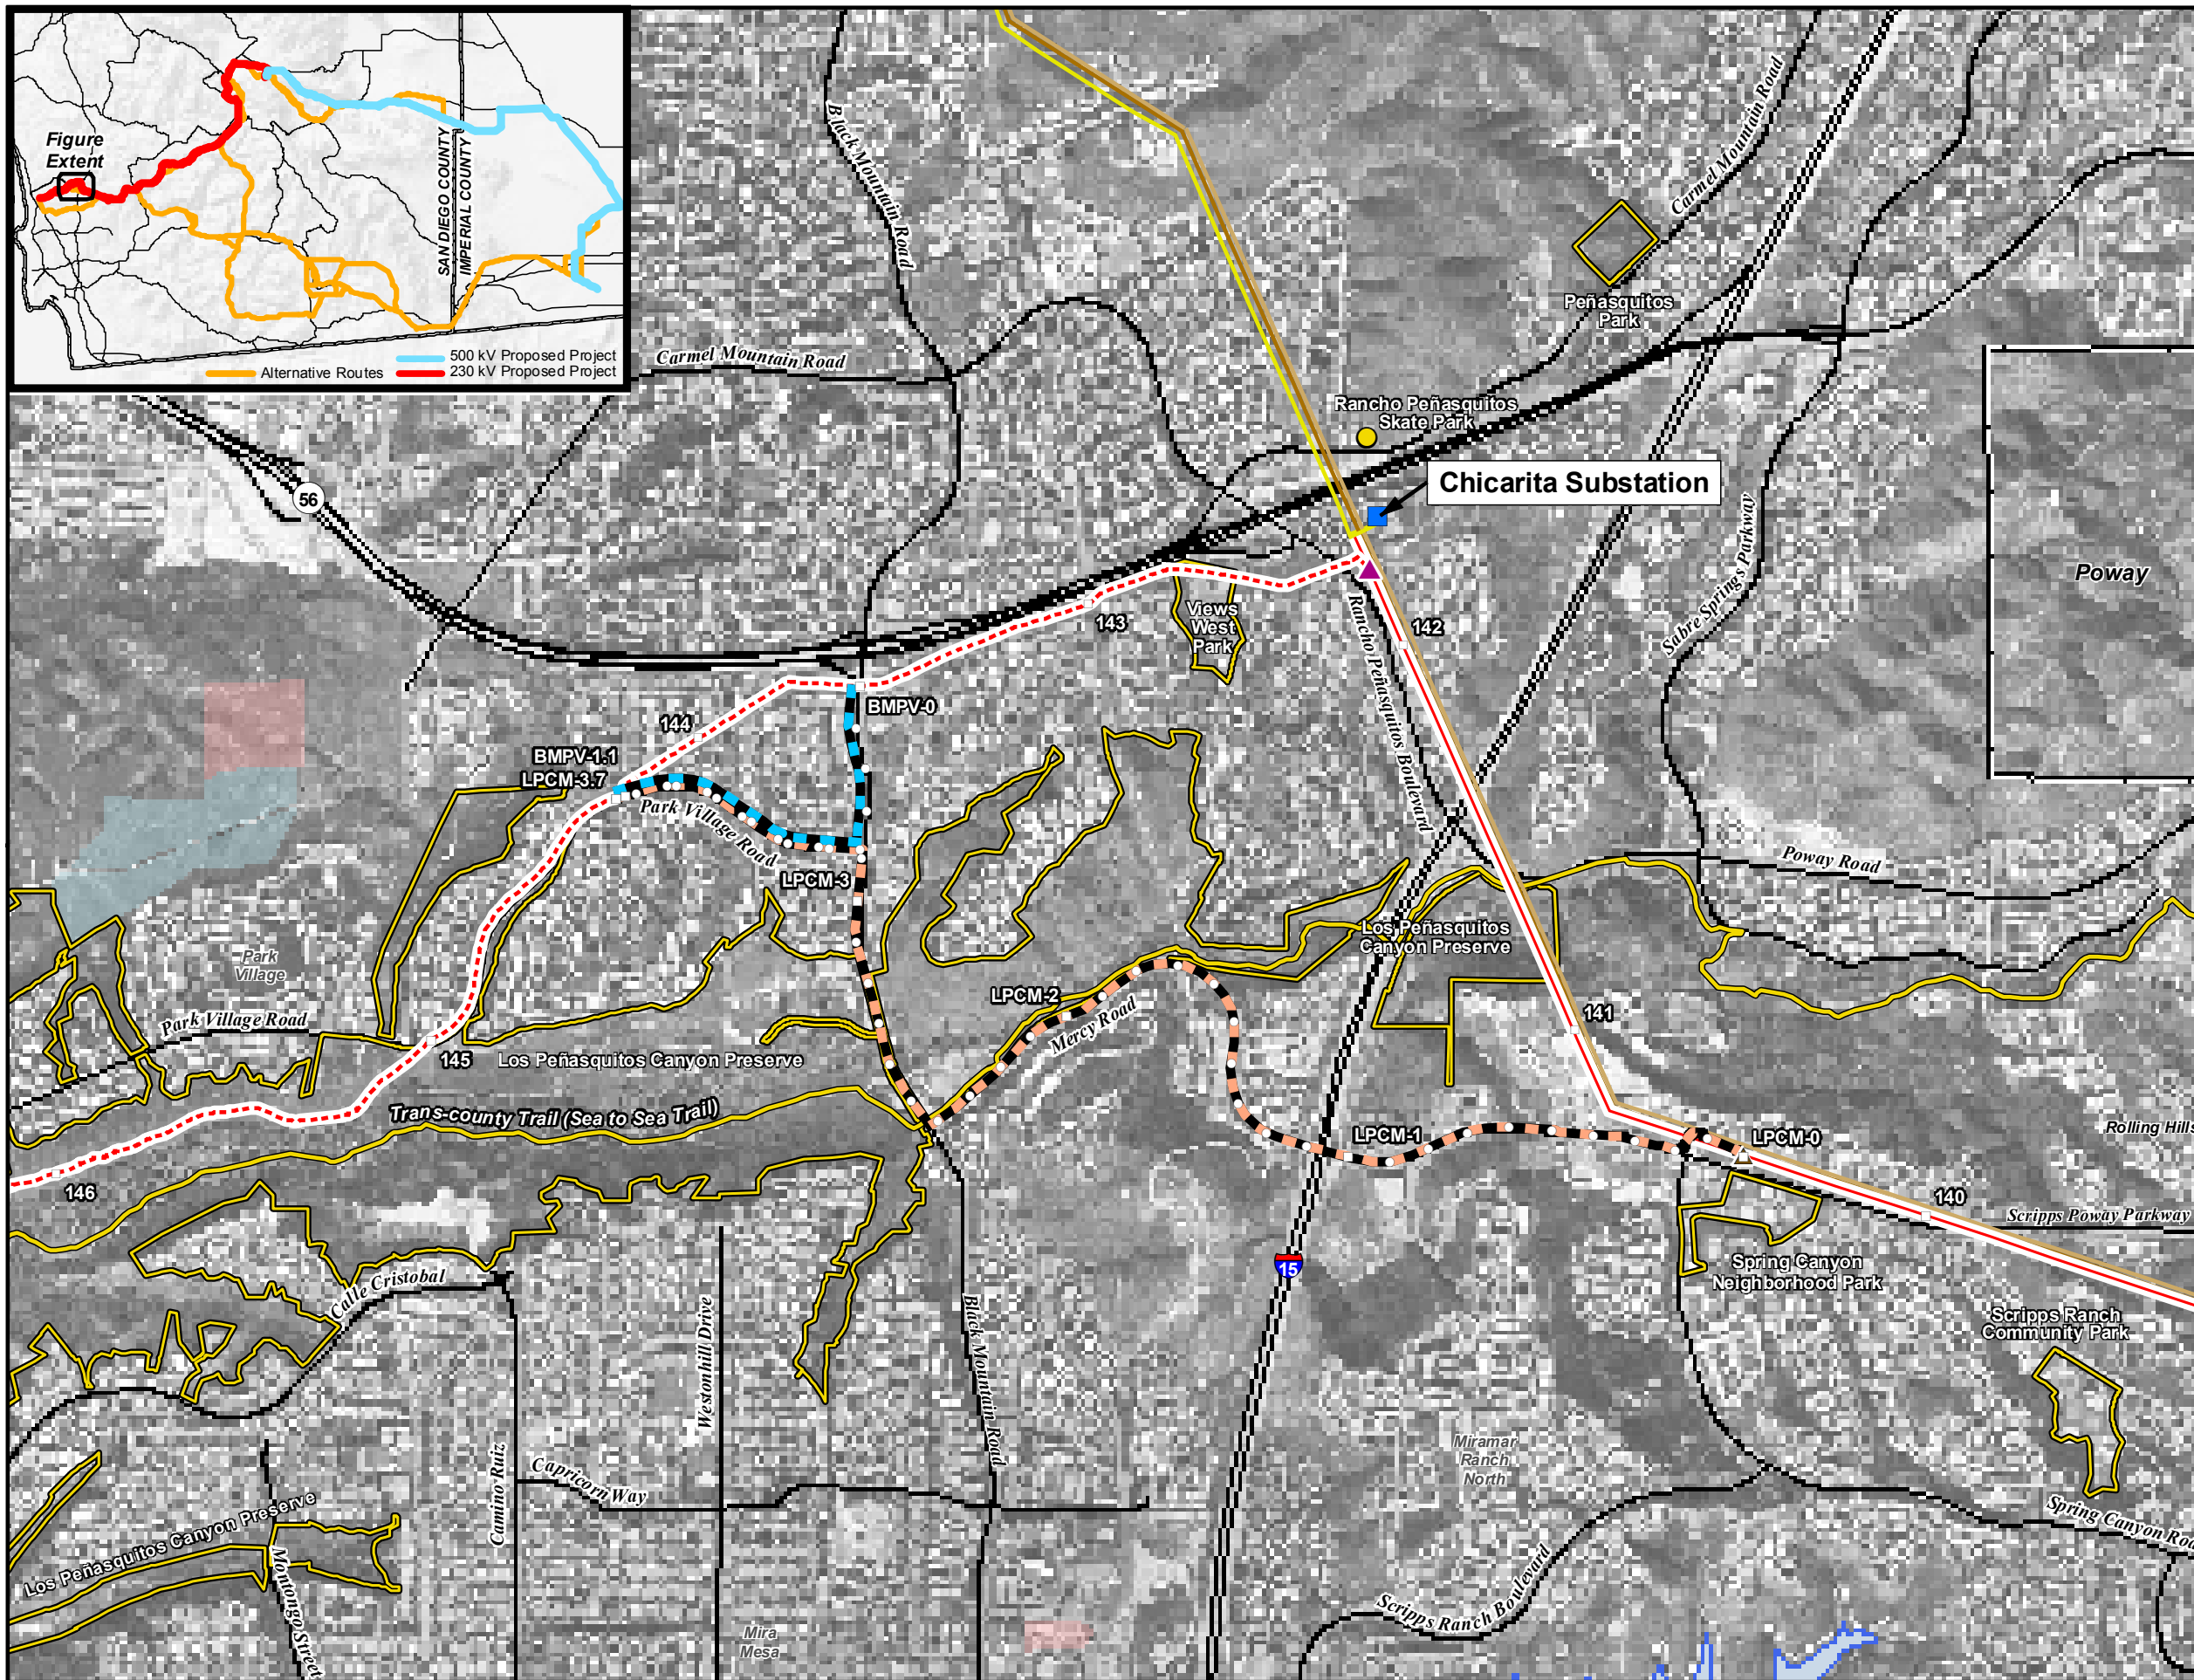 Figure
Extent
SAN DIEGO COUNTY
IMPERIAL COUNTY
500 kV Proposed Project
Alternative Routes
230 kV Proposed Project
Black Mountain Road
Carmel Mountain Road
Peñasquitos
Park
Carmel Mountain Road
Rancho Peñasquitos
Skate Park
Chicarita Substation
56
Poway
Sabre Springs Parkway
Views
West
Park
143
142
Rancho Peñasquitos Boulevard
BMPV-0
144
BMPV-1.1
LPCM-3.7
Park Village Road
LPCM-3
Poway Road
Los Peñasquitos
Canyon Preserve
Park
Village
Park Village Road
LPCM-2
Mercy Road
141
145
Los Peñasquitos Canyon Preserve
Trans-county Trail (Sea to Sea Trail)
LPCM-1
LPCM-0
Rolling Hills
146
140
Scripps Poway Parkway
Spring Canyon
Neighborhood Park
15
Calle Cristobal
Westonhill Drive
Black Mountain Road
Scripps Ranch
Community Park
Miramar
Ranch
North
Camino Ruiz
Capricorn Way
Los Peñasquitos Canyon Preserve
Montongo Street
Spring Canyon Roa
Scripps Ranch Boulevard
Mira
Mesa